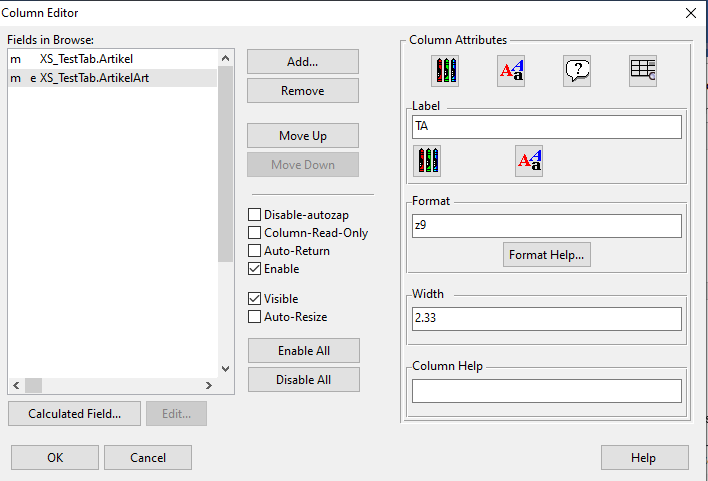 Column Editor
Fields in Browse:
m XS_TestTab.Artikel
m e XS_TestTab.ArtikelArt
Add...
Remove
Move Up
Move Down
Disable-autozap
Column-Read-Only
Auto-Return
Enable
Visible
Auto-Resize
Enable All
Disable All
Calculated Field...
Edit...
OK
Cancel
Column Attributes
Label
TA
Format
z9
Format Help...
Width
2.33
Column Help
Help